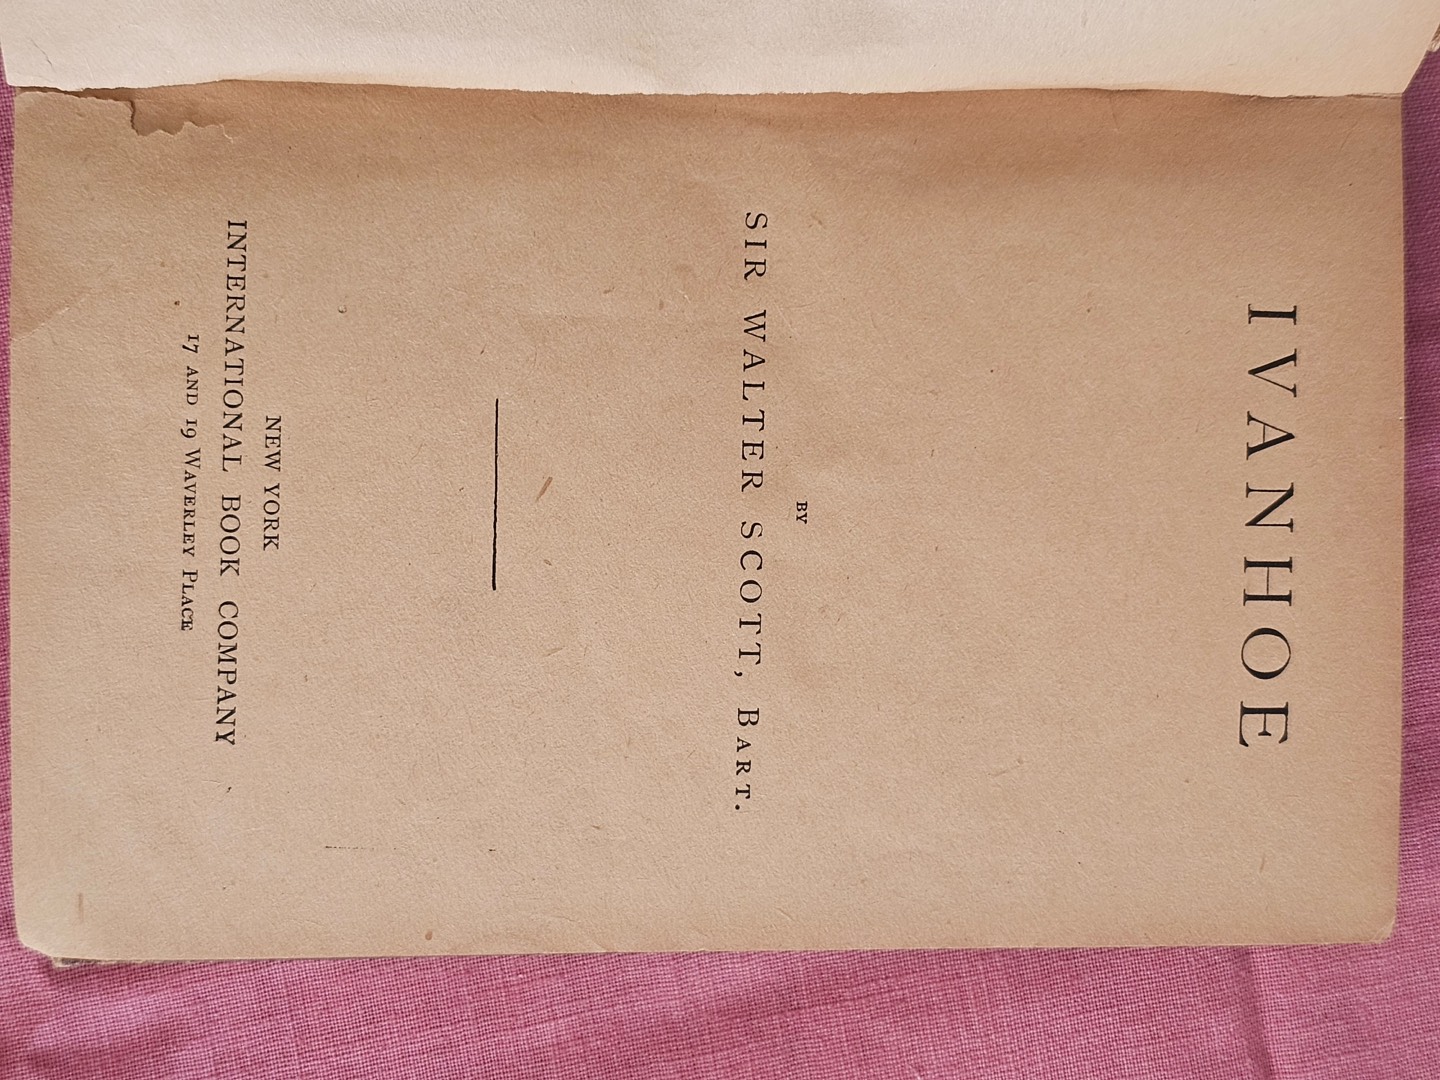 IVANHOE
BY
SIR WALTER SCOTT, BART.
NEW YORK
INTERNATIONAL BOOK COMPANY
17 AND 19 WAVERLEY PLACE